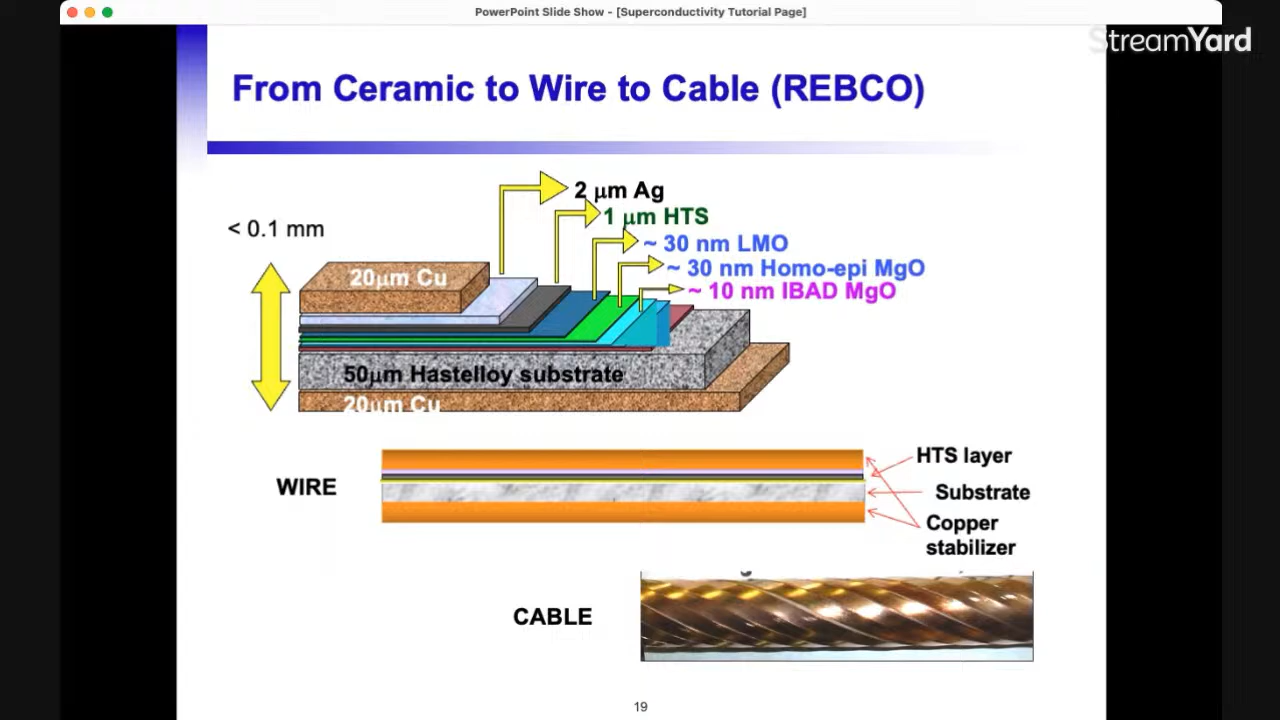 PowerPoint Slide Show - [Superconductivity Tutorial Page]
StreamYard
From Ceramic to Wire to Cable (REBCO)
2 μm Ag
1 μm HTS
< 0.1 mm
~ 30 nm LMO
~ 30 nm Homo-epi MgO
~ 10 nm IBAD MgO
20μm Cu
50μm Hastelloy substrate
20μm Cu
HTS layer
WIRE
Substrate
Copper
stabilizer
CABLE
19